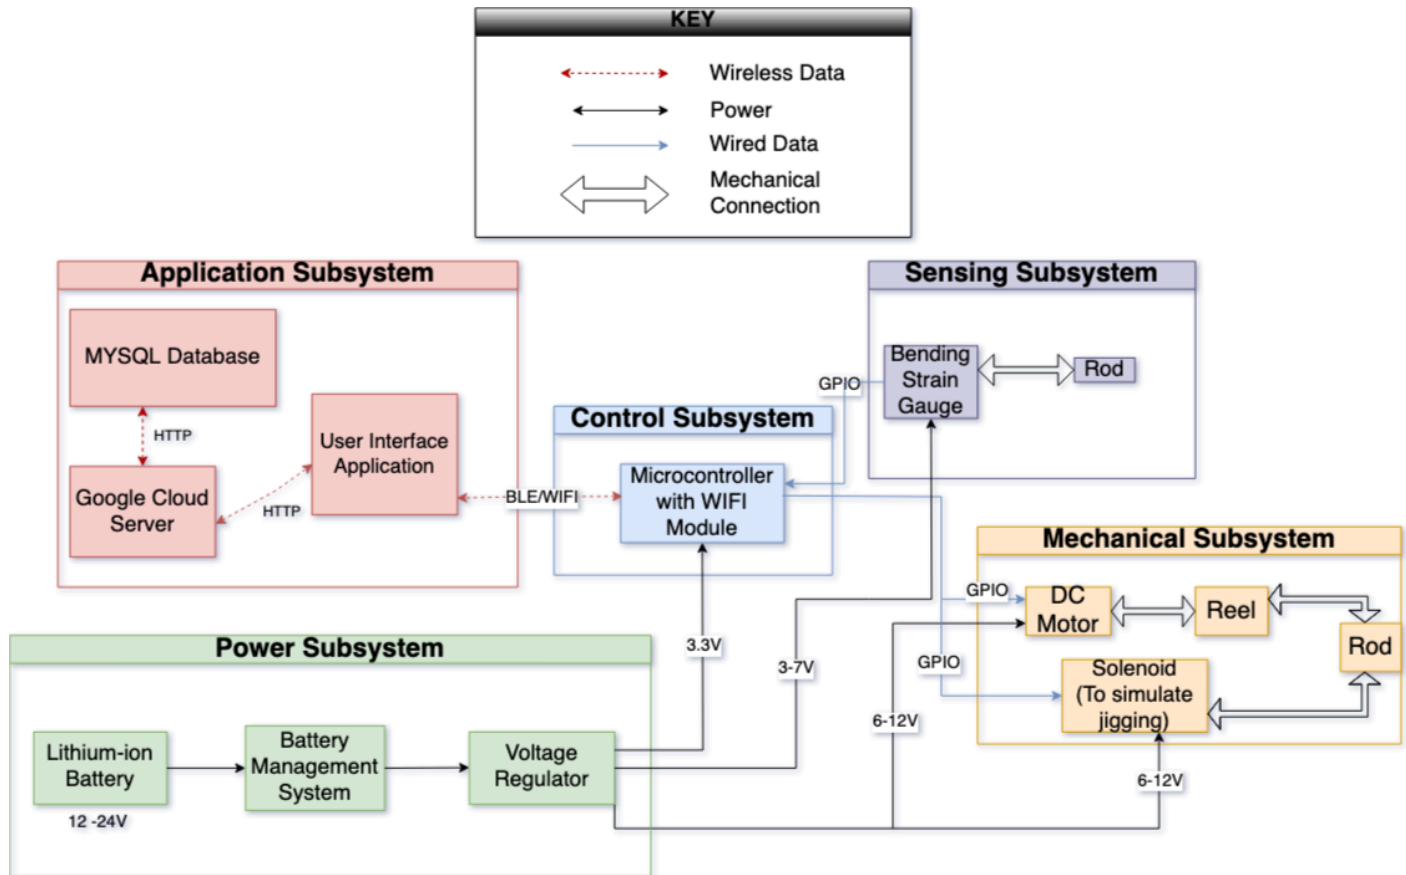 KEY
Wireless Data
Power
Wired Data
Mechanical
Connection
Application Subsystem
MYSQL Database
HTTP
Google Cloud
Server
HTTP
User Interface
Application
BLE/WIFI
Control Subsystem
Microcontroller
with WIFI
Module
Sensing Subsystem
Bending
Strain
Gauge
Rod
GPIO
Mechanical Subsystem
GPIO
DC
Motor
Reel
Rod
GPIO
Solenoid
(To simulate
jigging)
Power Subsystem
Lithium-ion
Battery
12 -24V
Battery
Management
System
Voltage
Regulator
3.3V
3-7V
6-12V
6-12V